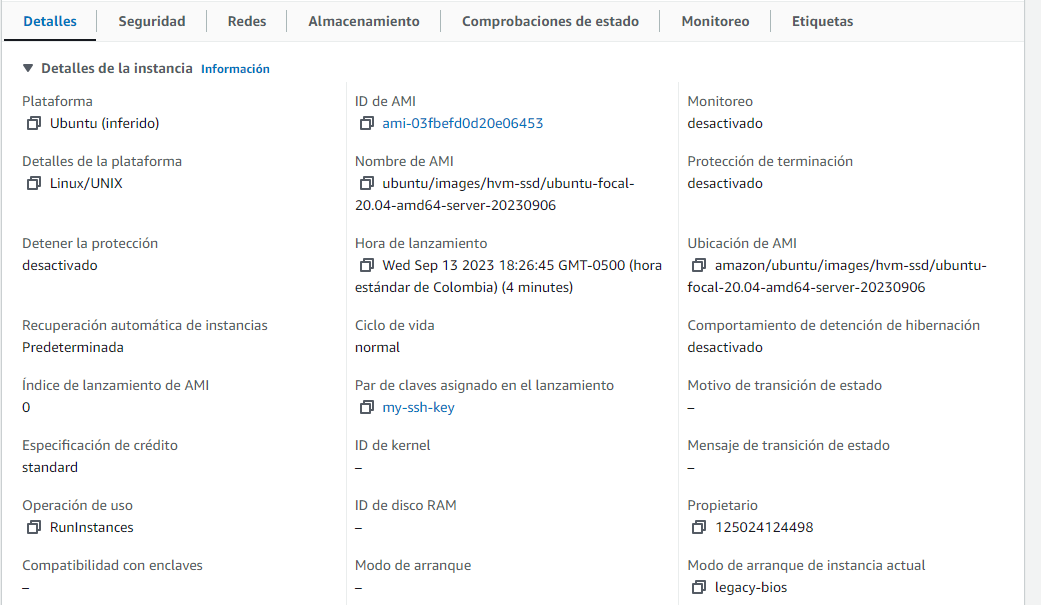 Detalles
Seguridad
Redes
Almacenamiento
Comprobaciones de estado
Monitoreo
Etiquetas
Detalles de la instancia Información
Plataforma
Ubuntu (inferido)
ID de AMI
ami-03fbefd0d20e06453
Monitoreo
desactivado
Detalles de la plataforma
Linux/UNIX
Nombre de AMI
ubuntu/images/hvm-ssd/ubuntu-focal-
20.04-amd64-server-20230906
Protección de terminación
desactivado
Detener la protección
desactivado
Hora de lanzamiento
Wed Sep 13 2023 18:26:45 GMT-0500 (hora
estándar de Colombia) (4 minutes)
Ubicación de AMI
amazon/ubuntu/images/hvm-ssd/ubuntu-
focal-20.04-amd64-server-20230906
Recuperación automática de instancias
Predeterminada
Ciclo de vida
normal
Comportamiento de detención de hibernación
desactivado
Índice de lanzamiento de AMI
0
Par de claves asignado en el lanzamiento
my-ssh-key
Motivo de transición de estado
–
Especificación de crédito
standard
ID de kernel
–
Mensaje de transición de estado
–
Operación de uso
RunInstances
ID de disco RAM
–
Propietario
125024124498
Compatibilidad con enclaves
–
Modo de arranque
–
Modo de arranque de instancia actual
legacy-bios